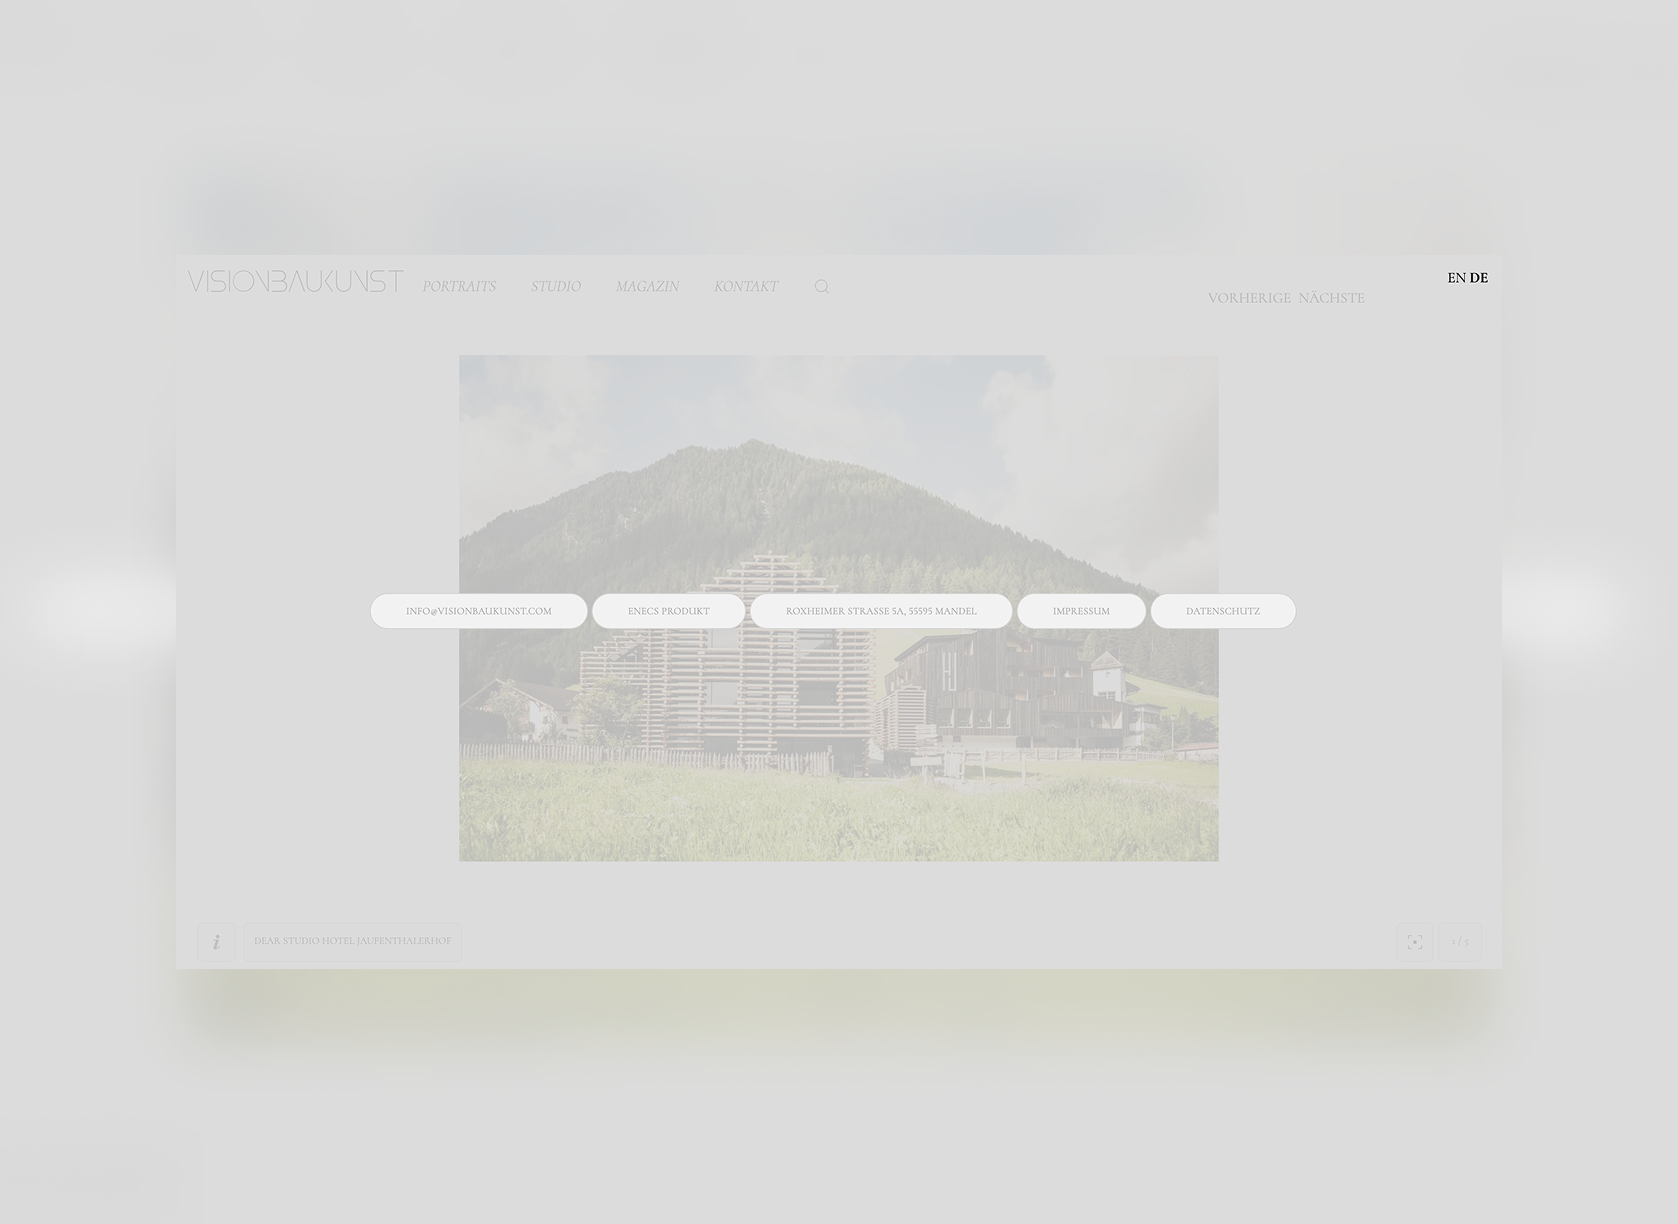 VISIONBAUKUNST PORTRAITS STUDIO MAGAZIN KONTAKT
EN DE
VORHERIGE NÄCHSTE
INFO@VISIONBAUKUNST.COM ENECS PRODUKT ROXHEIMER STRASSE 5A, 55595 MANDEL IMPRESSUM DATENSCHUTZ
i DEAR STUDIO HOTEL JAUFENTHALERHOF 1 / 5